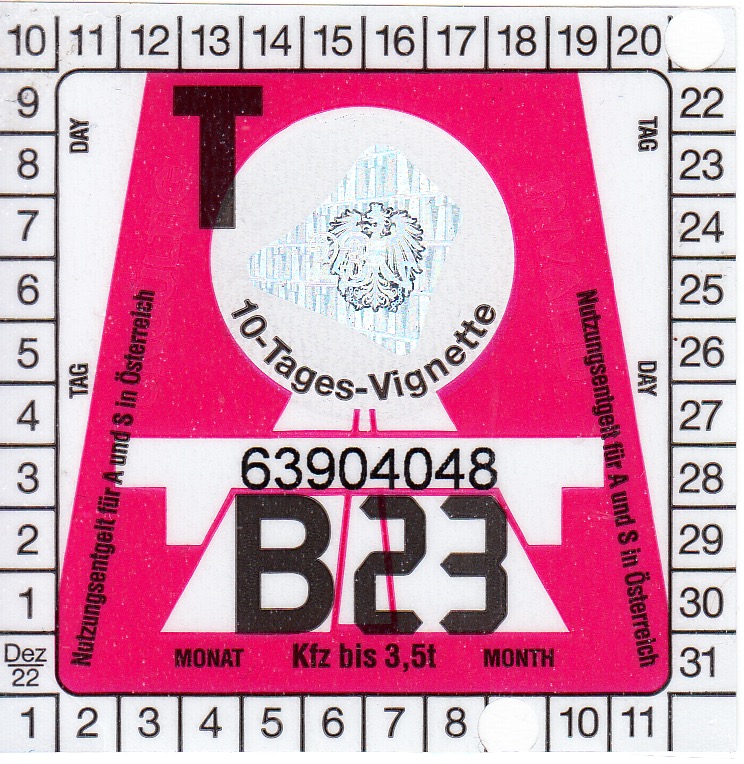 10 11 12 13 14 15 16 17 18 19 20
9 22
8 23
7 24
6 25
5 26
4 27
3 28
2 29
1 30
Dez
22
31
1 2 3 4 5 6 7 8 10 11
DAY
TAG
TAG
DAY
T
10-Tages-Vignette
Nutzungsentgelt für A und S in Österreich
Nutzungsentgelt für A und S in Österreich
63904048
B23
MONAT Kfz bis 3,5t MONTH